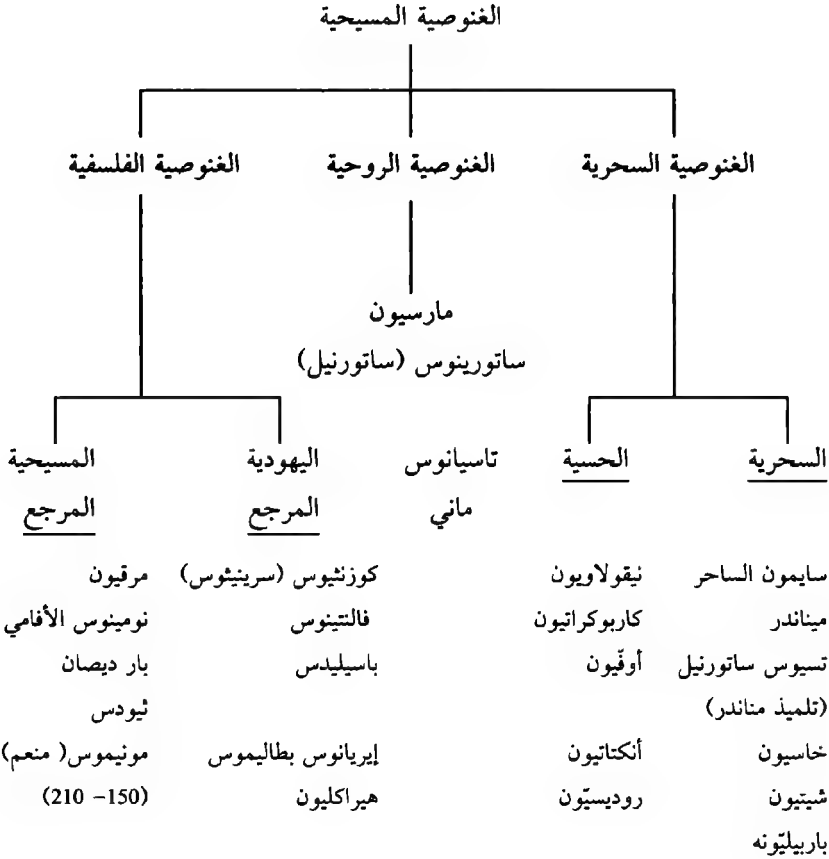 الغنوصية المسيحية
الغنوصية السحرية الغنوصية الروحية الغنوصية الفلسفية
مارسيون
ساتورينوس (ساتورنيل)
السحرية الحسية تاسيانوس اليهودية المسيحية
ماني المرجع المرجع
سايمون الساحر نيقولاويون كوزنثيوس (سرينيثوس) مرقيون
ميناندر كاربوكراتيون فالنتينوس نومينوس الأفامي
تسيوس ساتورنيل أوفّيون باسيليدس بار ديصان
(تلميذ مناندر) ثيودس
خاسيون أنكتاتيون إيريانوس بطاليموس مونيموس( منعم)
شيتيون روديسيّون هيراكليون (150– 210)
باربيليّونه